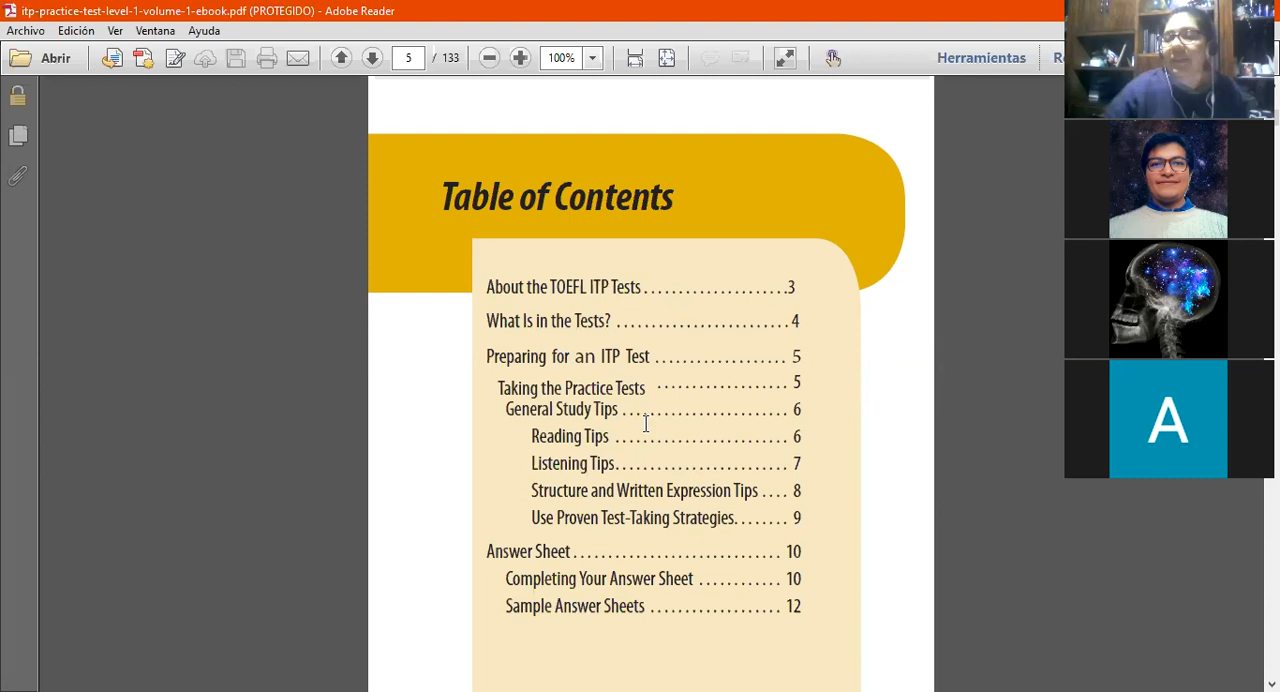 itp-practice-test-level-1-volume-1-ebook.pdf (PROTEGIDO) - Adobe Reader
Archivo Edición Ver Ventana Ayuda
Abrir 5 / 133 100% Herramientas
Table of Contents
About the TOEFL ITP Tests.....................3
What Is in the Tests? .........................4
Preparing for an ITP Test ................... 5
Taking the Practice Tests ................... 5
General Study Tips ....................... 6
Reading Tips ........................ 6
Listening Tips........................ 7
Structure and Written Expression Tips .... 8
Use Proven Test-Taking Strategies........ 9
Answer Sheet.............................. 10
Completing Your Answer Sheet ............ 10
Sample Answer Sheets ................... 12
A